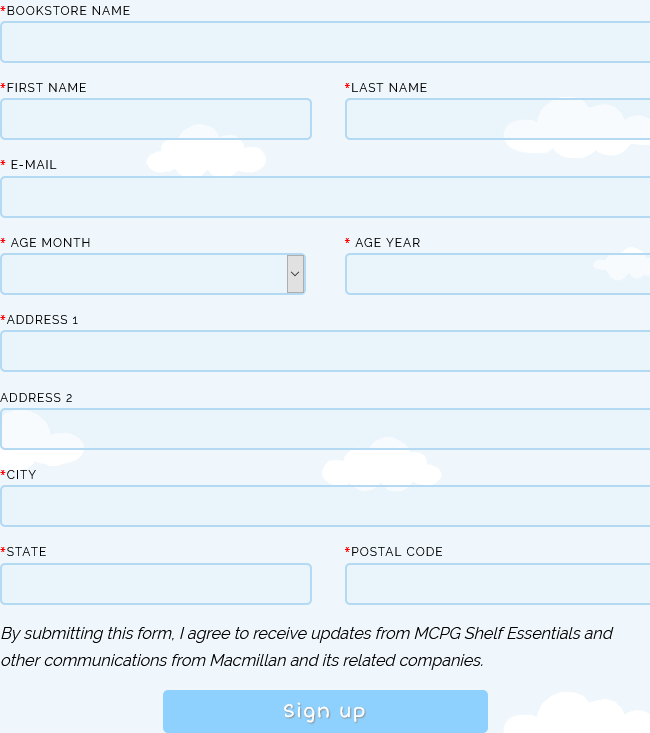 *BOOKSTORE NAME
*FIRST NAME *LAST NAME
* E-MAIL
* AGE MONTH * AGE YEAR
*ADDRESS 1
ADDRESS 2
*CITY
*STATE *POSTAL CODE
By submitting this form, I agree to receive updates from MCPG Shelf Essentials and
other communications from Macmillan and its related companies.
Sign up